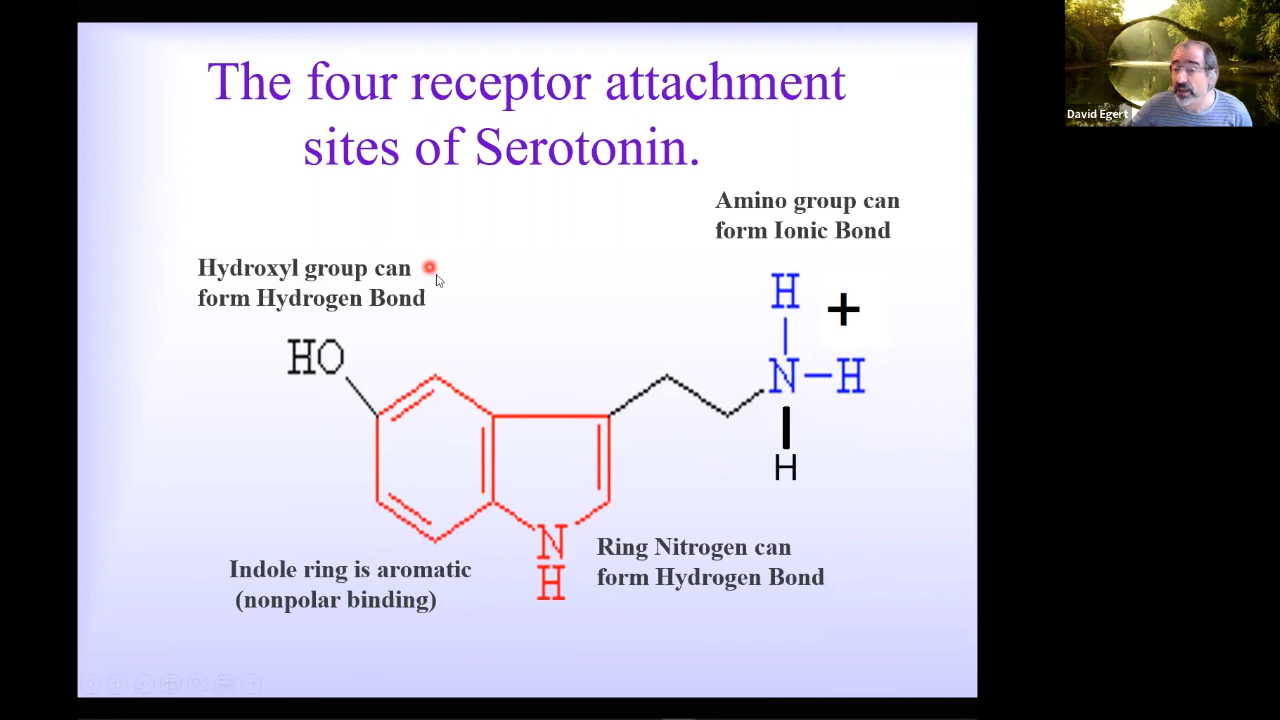 The four receptor attachment
sites of Serotonin.
David Egert
Amino group can
form Ionic Bond
Hydroxyl group can
form Hydrogen Bond
H
+
HO
N
H
H
Ring Nitrogen can
form Hydrogen Bond
N
H
Indole ring is aromatic
(nonpolar binding)